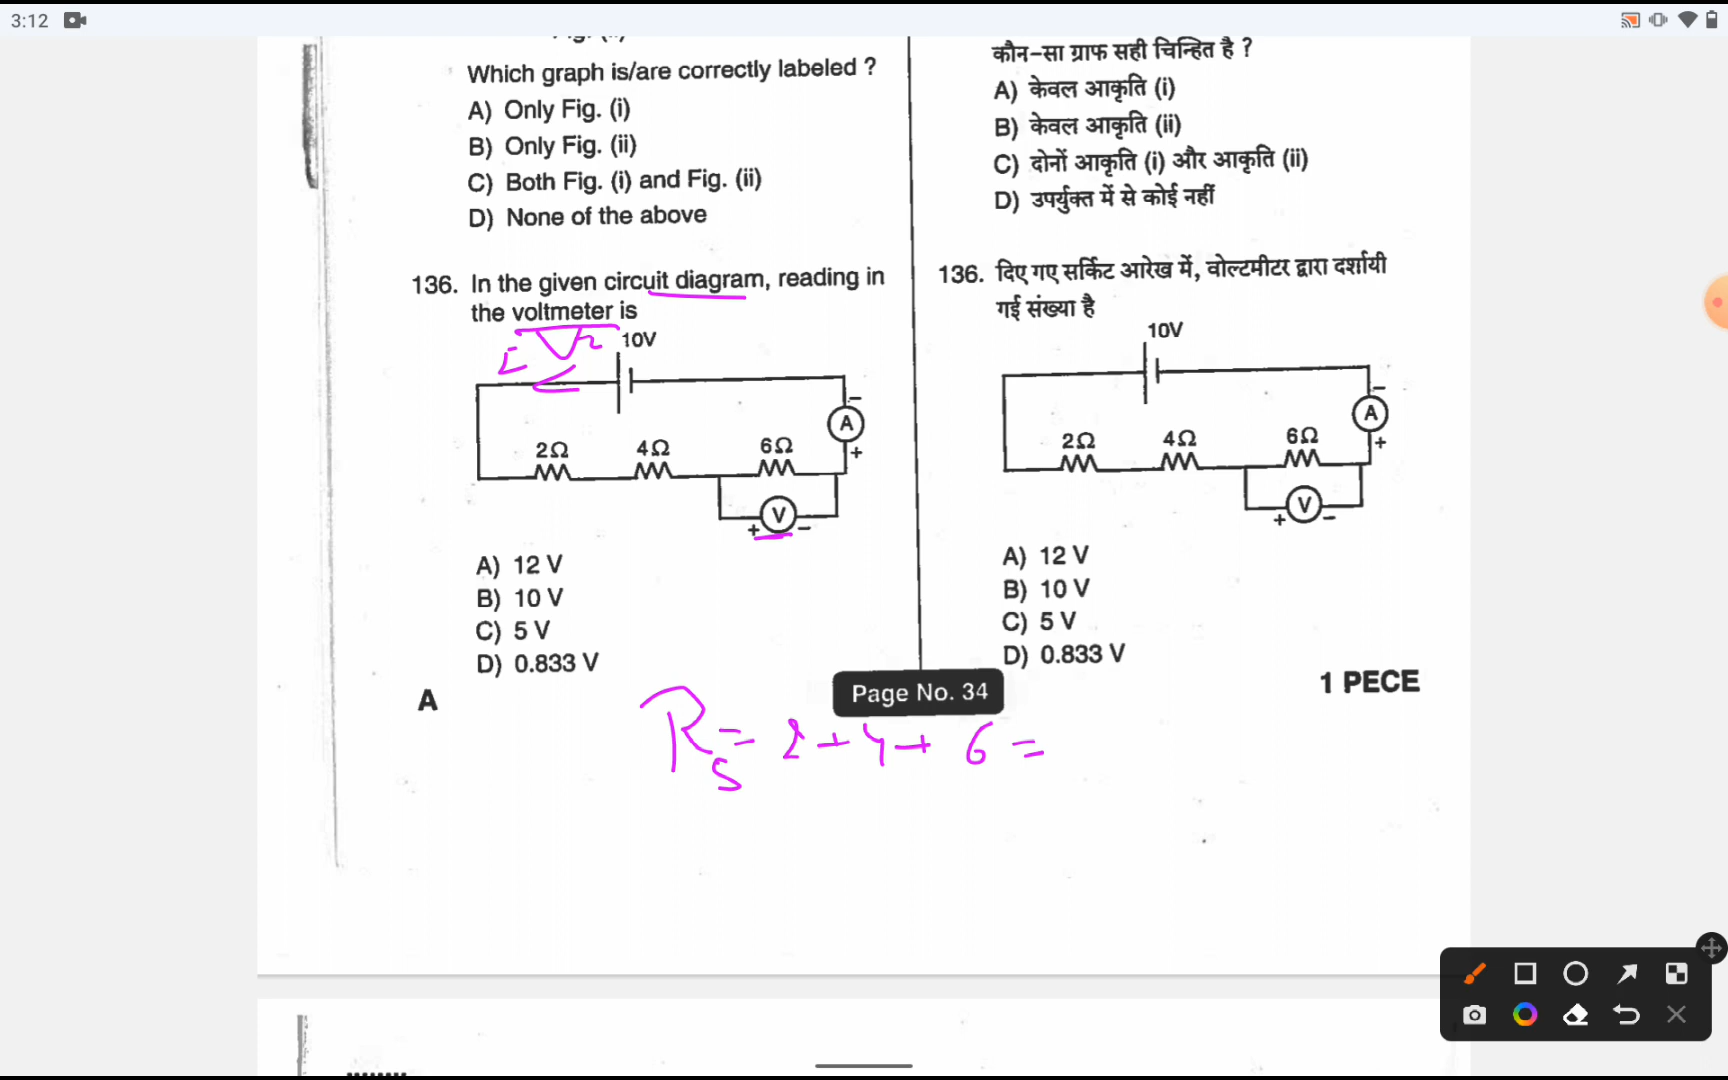 3:12
Which graph is/are correctly labeled ?
A) Only Fig. (i)
B) Only Fig. (ii)
C) Both Fig. (i) and Fig. (ii)
D) None of the above
136. In the given circuit diagram, reading in
the voltmeter is
10V
A
2Ω 4Ω 6Ω
V
A) 12 V
B) 10 V
C) 5 V
D) 0.833 V
A
कौन-सा ग्राफ सही चिन्हित है ?
A) केवल आकृति (i)
B) केवल आकृति (ii)
C) दोनों आकृति (i) और आकृति (ii)
D) उपर्युक्त में से कोई नहीं
136. दिए गए सर्किट आरेख में, वोल्टमीटर द्वारा दर्शायी
गई संख्या है
10V
A
2Ω 4Ω 6Ω
V
A) 12 V
B) 10 V
C) 5 V
D) 0.833 V
1 PECE
Page No. 34
Rs = 2 + 4 + 6 =